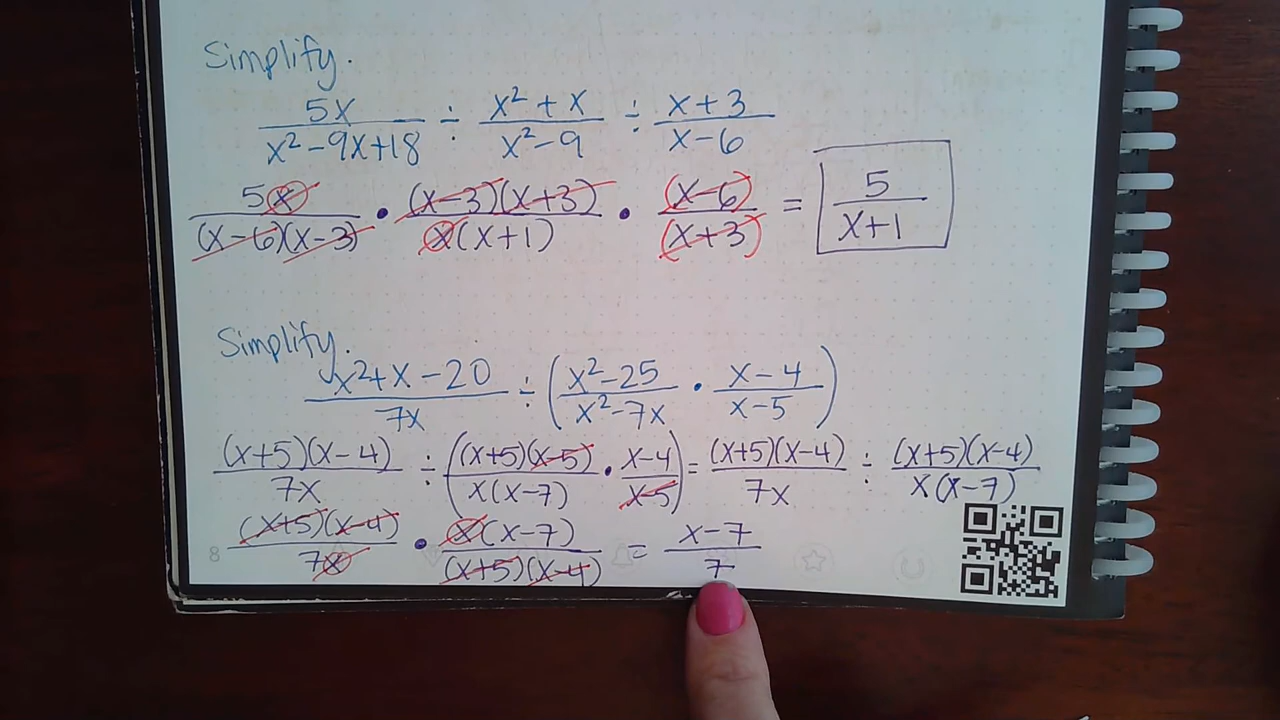 Simplify.
5x/(x²-9x+18) ÷ (x²+x)/(x²-9) ÷ (x+3)/(x-6)
5x/((x-6)(x-3)) • ((x-3)(x+3))/(x(x+1)) • (x-6)/(x+3) = 5/(x+1)
Simplify.
(x²+x-20)/7x ÷ ((x²-25)/(x²-7x) • (x-4)/(x-5))
((x+5)(x-4))/7x ÷ (((x+5)(x-5))/(x(x-7)) • (x-4)/(x-5)) = ((x+5)(x-4))/7x ÷ ((x+5)(x-4))/(x(x-7))
((x+5)(x-4))/7x • (x(x-7))/((x+5)(x-4)) = (x-7)/7
8